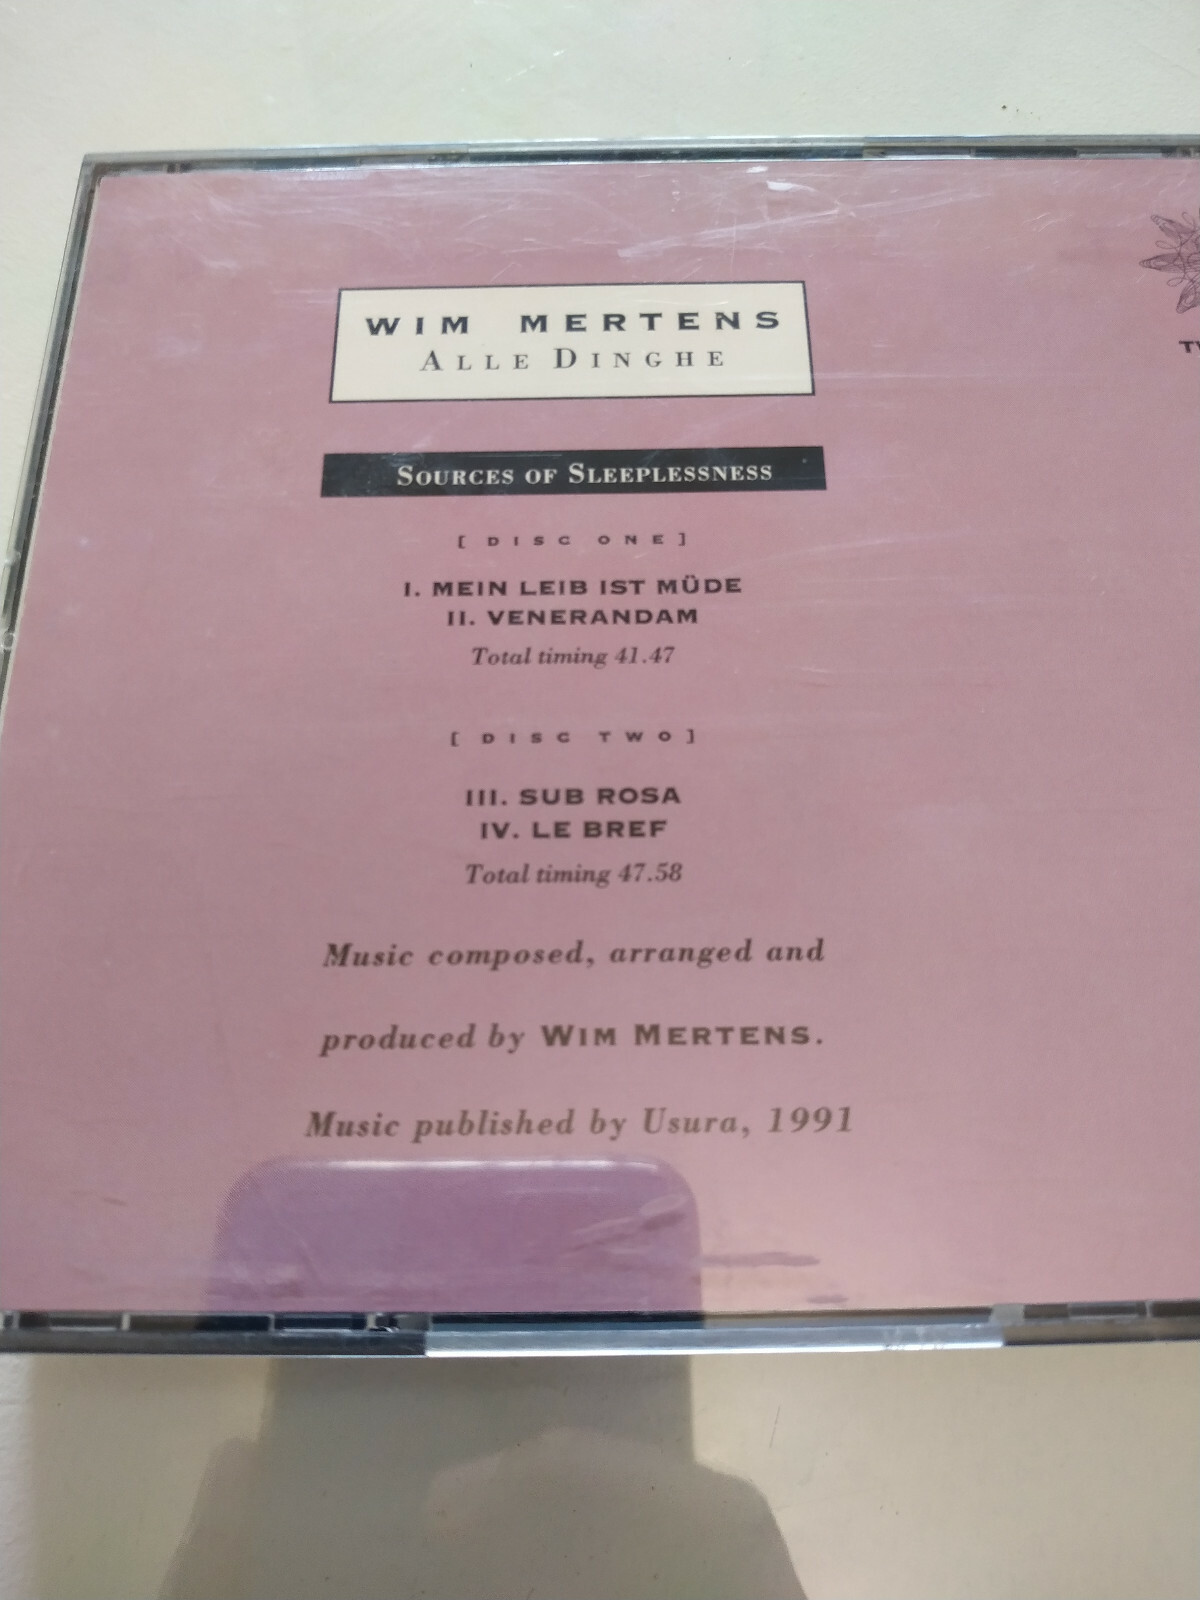 WIM MERTENS
ALLE DINGHE
SOURCES OF SLEEPLESSNESS
[ DISC ONE ]
I. MEIN LEIB IST MÜDE
II. VENERANDAM
Total timing 41.47
[ DISC TWO ]
III. SUB ROSA
IV. LE BREF
Total timing 47.58
Music composed, arranged and
produced by WIM MERTENS.
Music published by Usura, 1991